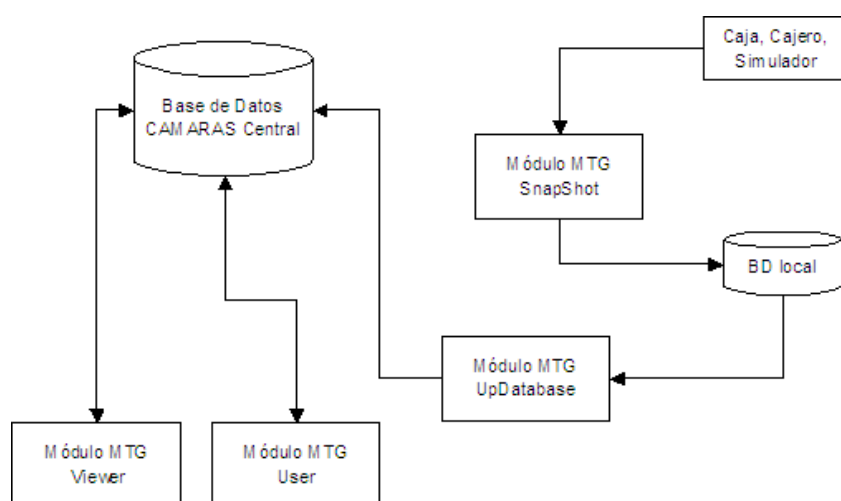 Caja, Cajero,
Simulador
Base de Datos
CAMARAS Central
Módulo MTG
SnapShot
BD local
Módulo MTG
UpDatabase
Módulo MTG
Viewer
Módulo MTG
User